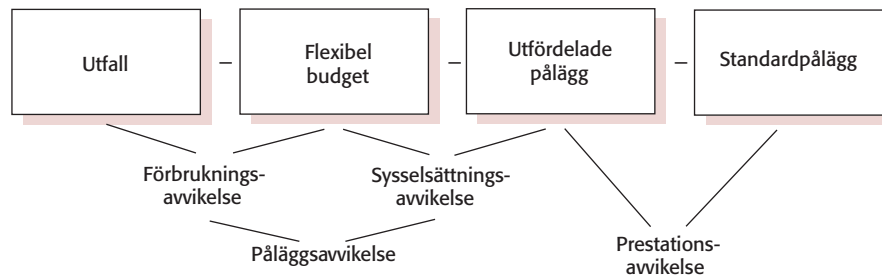 Utfall
–
Flexibel
budget
–
Utfördelade
pålägg
–
Standardpålägg
Förbruknings-
avvikelse
Sysselsättnings-
avvikelse
Påläggsavvikelse
Prestations-
avvikelse